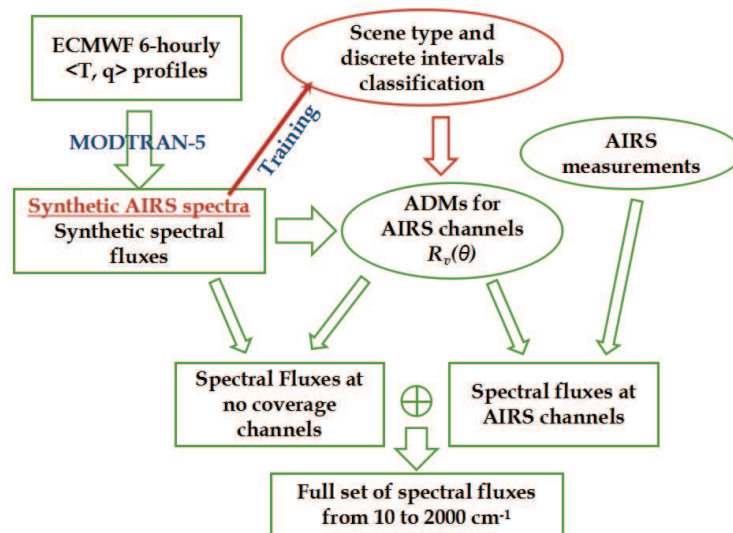 ECMWF 6-hourly
<T, q> profiles
Scene type and
discrete intervals
classification
MODTRAN-5
Training
AIRS
measurements
Synthetic AIRS spectra
Synthetic spectral
fluxes
ADMs for
AIRS channels
Rᵥ(θ)
Spectral Fluxes at
no coverage
channels
Spectral fluxes at
AIRS channels
Full set of spectral fluxes
from 10 to 2000 cm⁻¹